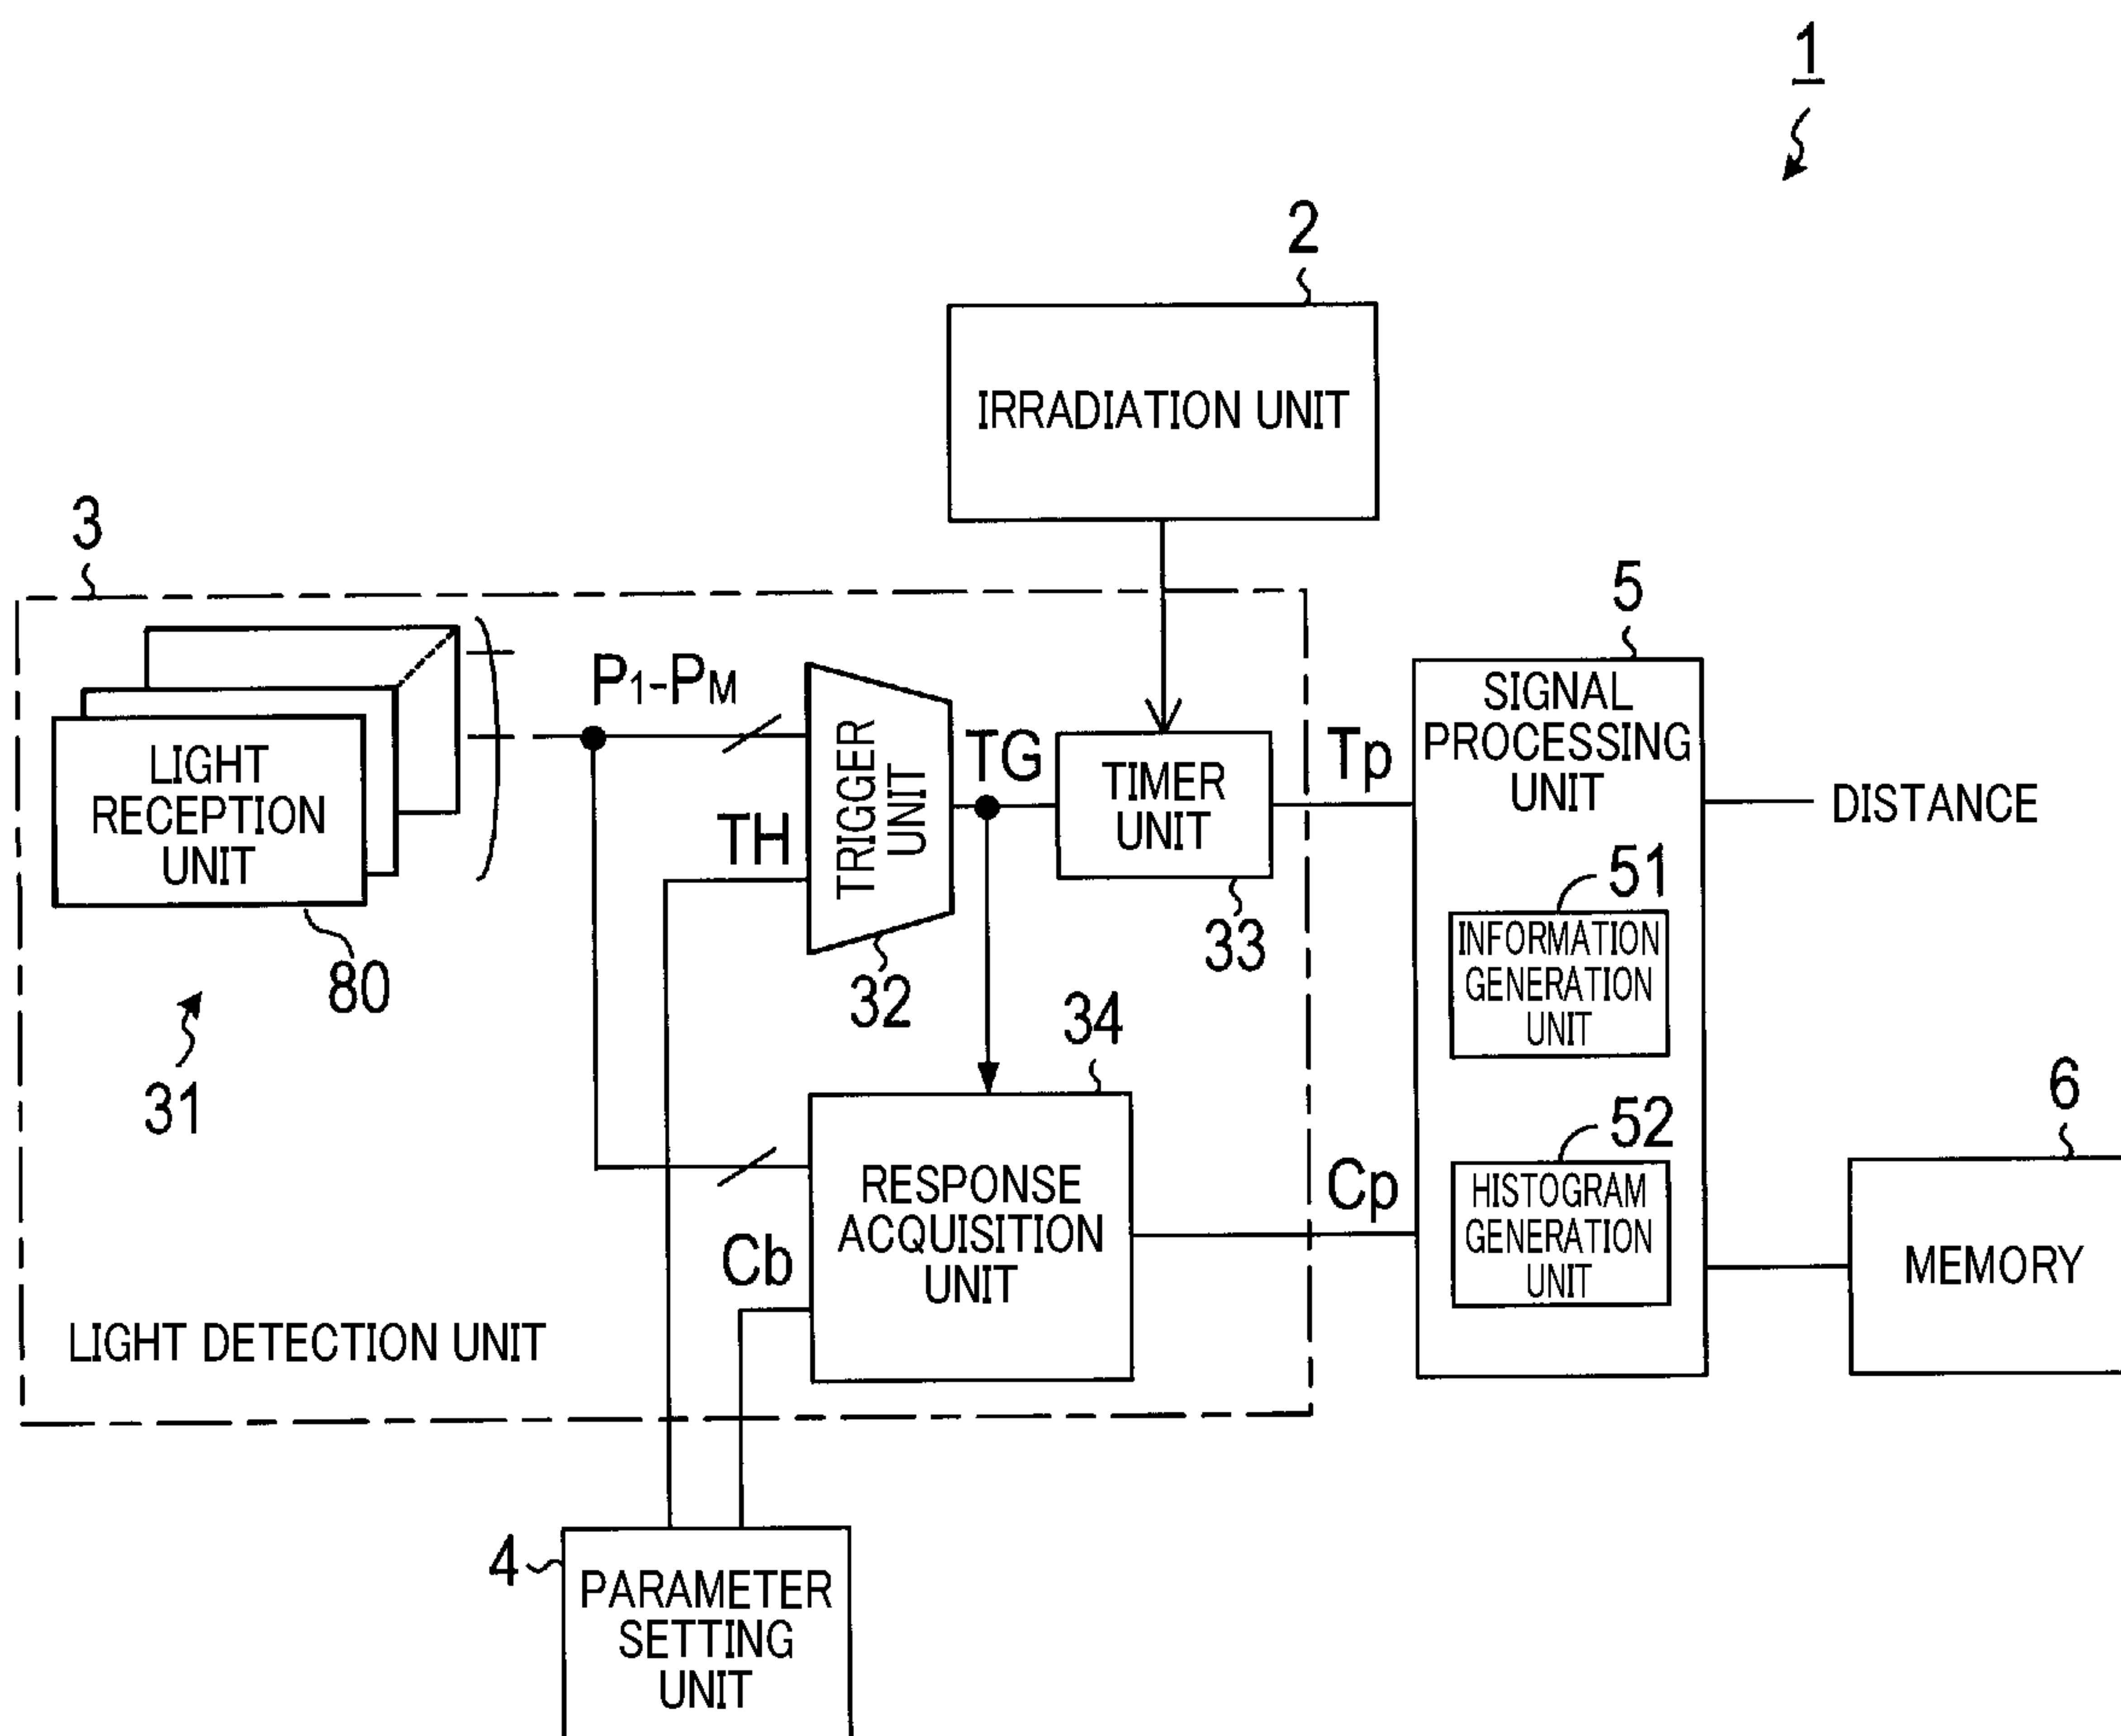 1
2
IRRADIATION UNIT
3
LIGHT
RECEPTION
UNIT
80
31
P1-PM
TH
TRIGGER
UNIT
32
TG
TIMER
UNIT
33
Tp
34
RESPONSE
ACQUISITION
UNIT
Cb
Cp
LIGHT DETECTION UNIT
4
PARAMETER
SETTING
UNIT
5
SIGNAL
PROCESSING
UNIT
DISTANCE
51
INFORMATION
GENERATION
UNIT
52
HISTOGRAM
GENERATION
UNIT
6
MEMORY